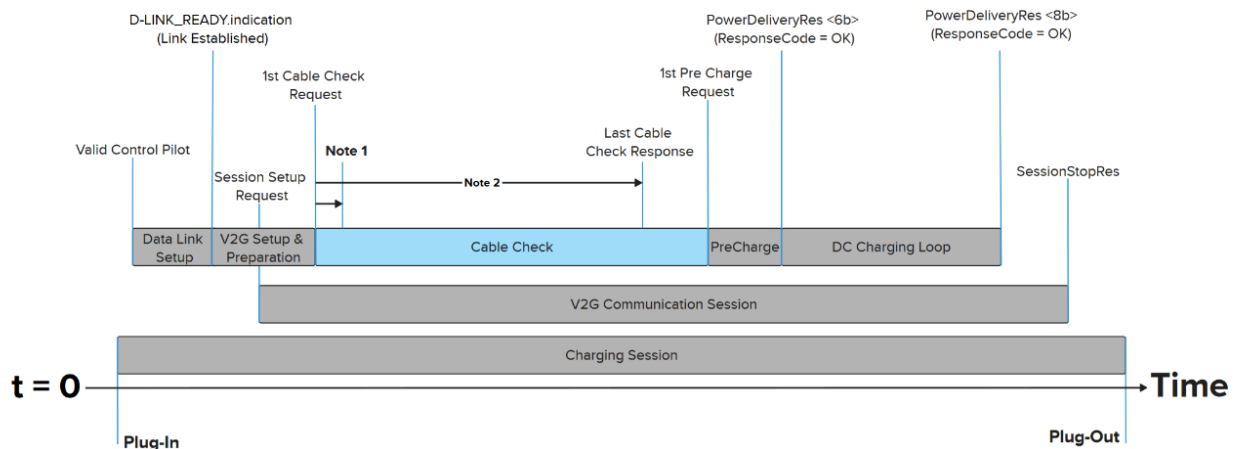 D-LINK_READY.indication
(Link Established)
PowerDeliveryRes <6b>
(ResponseCode = OK)
PowerDeliveryRes <8b>
(ResponseCode = OK)
1st Cable Check
Request
1st Pre Charge
Request
Valid Control Pilot
Note 1
Last Cable
Check Response
Session Setup
Request
Note 2
SessionStopRes
Data Link
Setup
V2G Setup &
Preparation
Cable Check
PreCharge
DC Charging Loop
V2G Communication Session
Charging Session
t = 0
Time
Plug-In
Plug-Out